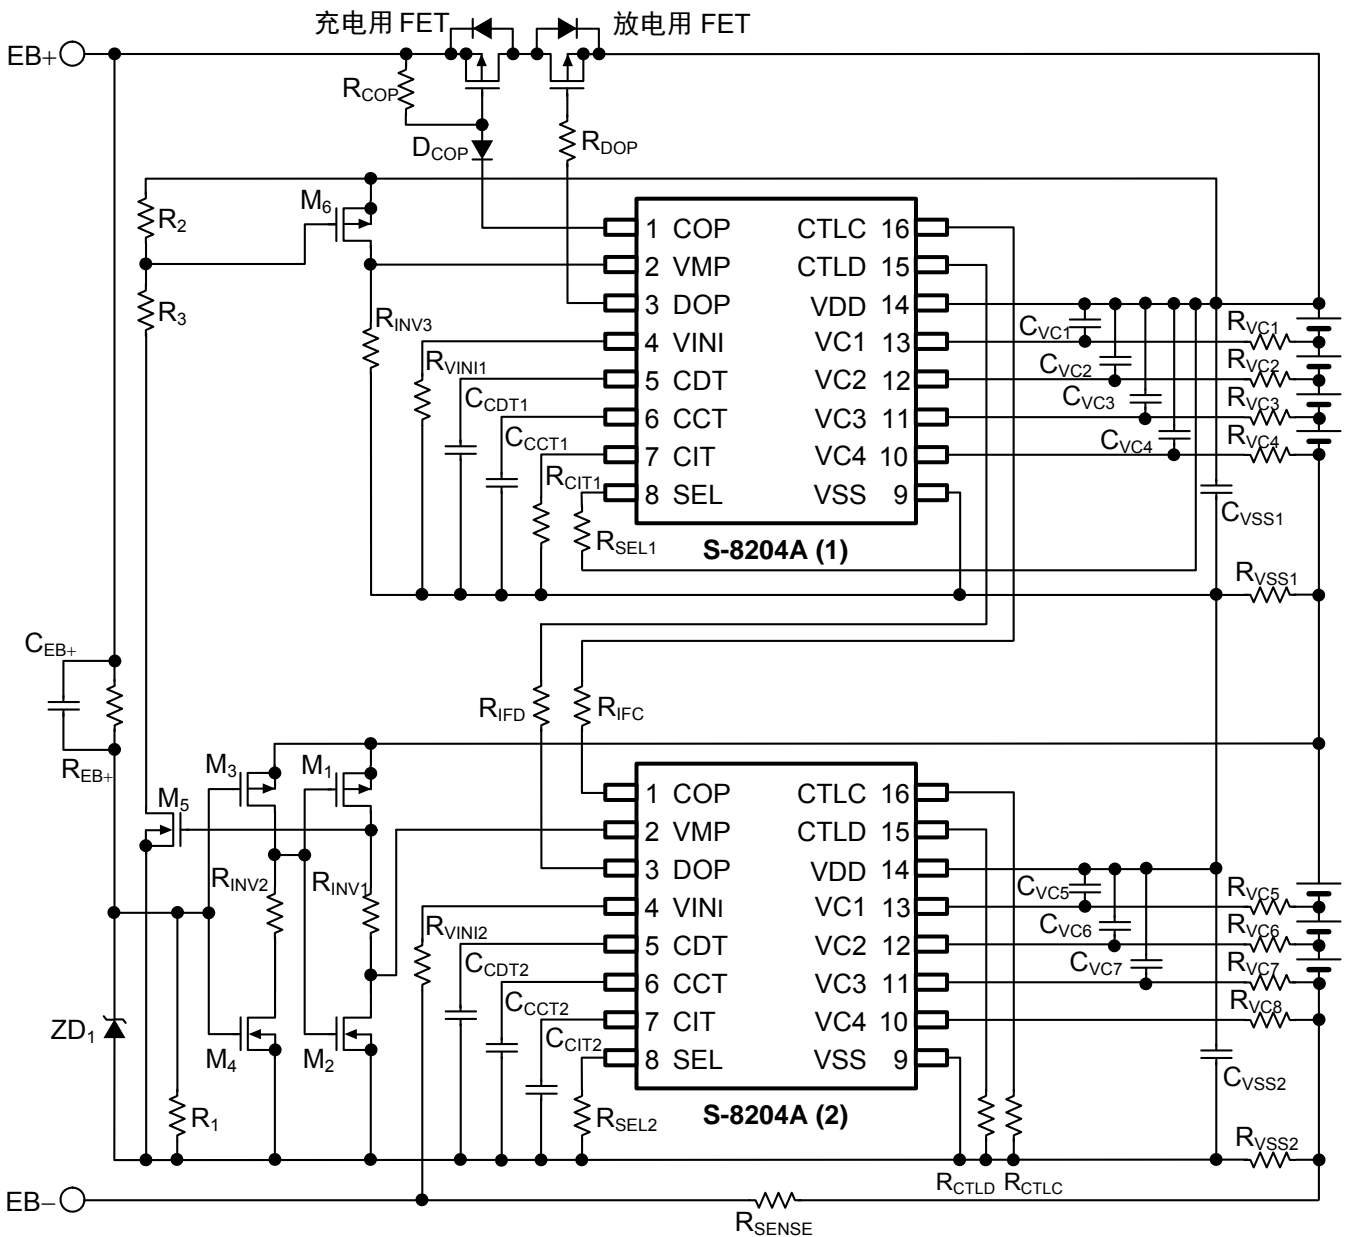 充电用 FET 放电用 FET
EB+
RCOP
DCOP
RDOP
M6
R2
R3
RINV3
RVINI1
CCDT1
CCCT1
RCIT1
RSEL1
1 COP CTLC 16
2 VMP CTLD 15
3 DOP VDD 14
4 VINI VC1 13
5 CDT VC2 12
6 CCT VC3 11
7 CIT VC4 10
8 SEL VSS 9
S-8204A (1)
CVC1
CVC2
CVC3
CVC4
RVC1
RVC2
RVC3
RVC4
CVSS1
RVSS1
CEB+
REB+
RIFD
RIFC
M3
M1
M5
RINV2
RINV1
RVINI2
CCDT2
CCCT2
CCIT2
RSEL2
1 COP CTLC 16
2 VMP CTLD 15
3 DOP VDD 14
4 VINI VC1 13
5 CDT VC2 12
6 CCT VC3 11
7 CIT VC4 10
8 SEL VSS 9
S-8204A (2)
CVC5
CVC6
CVC7
RVC5
RVC6
RVC7
RVC8
CVSS2
RVSS2
ZD1
M4
M2
R1
RCTLD
RCTLC
EB−
RSENSE